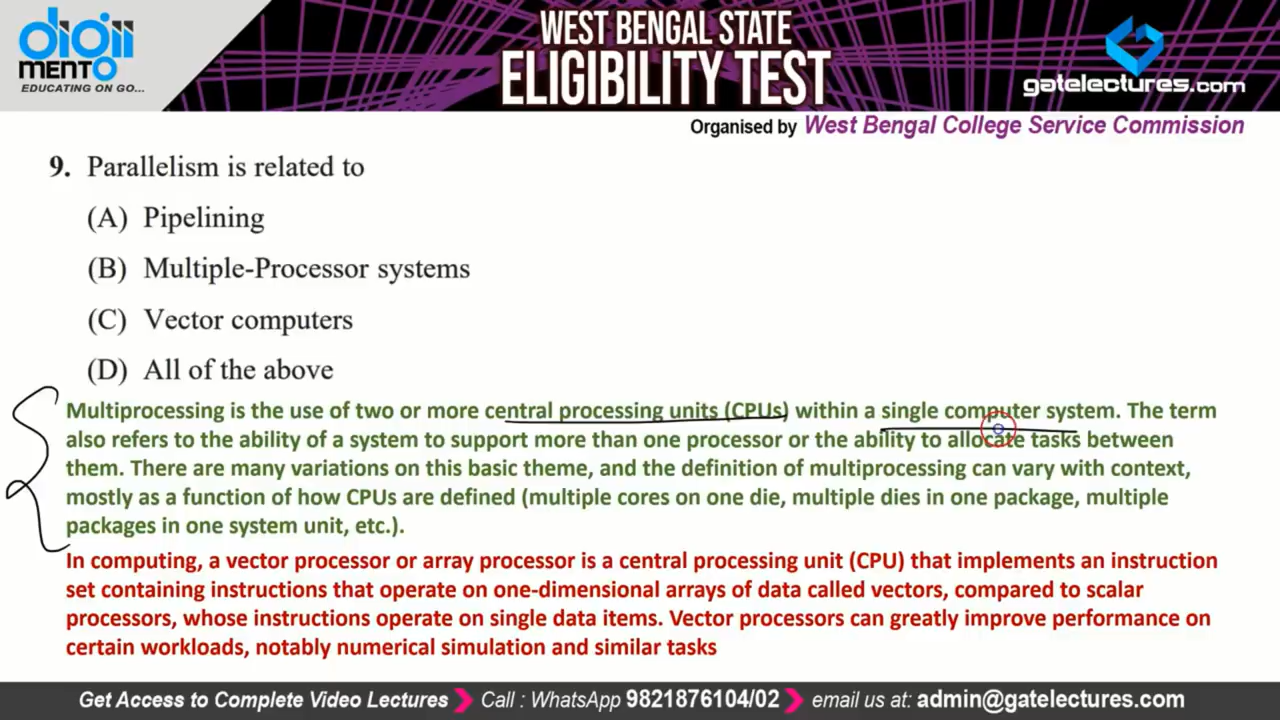 digii
MENTO
EDUCATING ON GO...
WEST BENGAL STATE
ELIGIBILITY TEST
gatelectures.com
Organised by West Bengal College Service Commission
9. Parallelism is related to
(A) Pipelining
(B) Multiple-Processor systems
(C) Vector computers
(D) All of the above
Multiprocessing is the use of two or more central processing units (CPUs) within a single computer system. The term
also refers to the ability of a system to support more than one processor or the ability to allocate tasks between
them. There are many variations on this basic theme, and the definition of multiprocessing can vary with context,
mostly as a function of how CPUs are defined (multiple cores on one die, multiple dies in one package, multiple
packages in one system unit, etc.).
In computing, a vector processor or array processor is a central processing unit (CPU) that implements an instruction
set containing instructions that operate on one-dimensional arrays of data called vectors, compared to scalar
processors, whose instructions operate on single data items. Vector processors can greatly improve performance on
certain workloads, notably numerical simulation and similar tasks
Get Access to Complete Video Lectures Call : WhatsApp 9821876104/02 email us at: admin@gatelectures.com